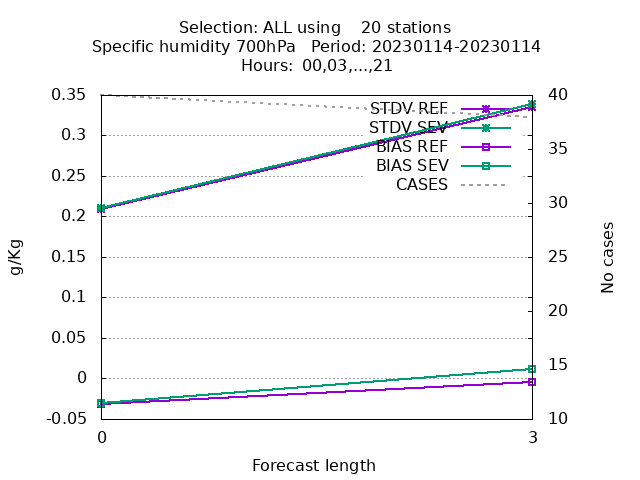 Selection: ALL using    20 stations
Specific humidity 700hPa   Period: 20230114-20230114
Hours:  00,03,...,21
STDV REF
STDV SEV
BIAS REF
BIAS SEV
CASES
0.35
0.3
0.25
0.2
0.15
0.1
0.05
0
-0.05
g/Kg
40
35
30
25
20
15
10
No cases
0
3
Forecast length